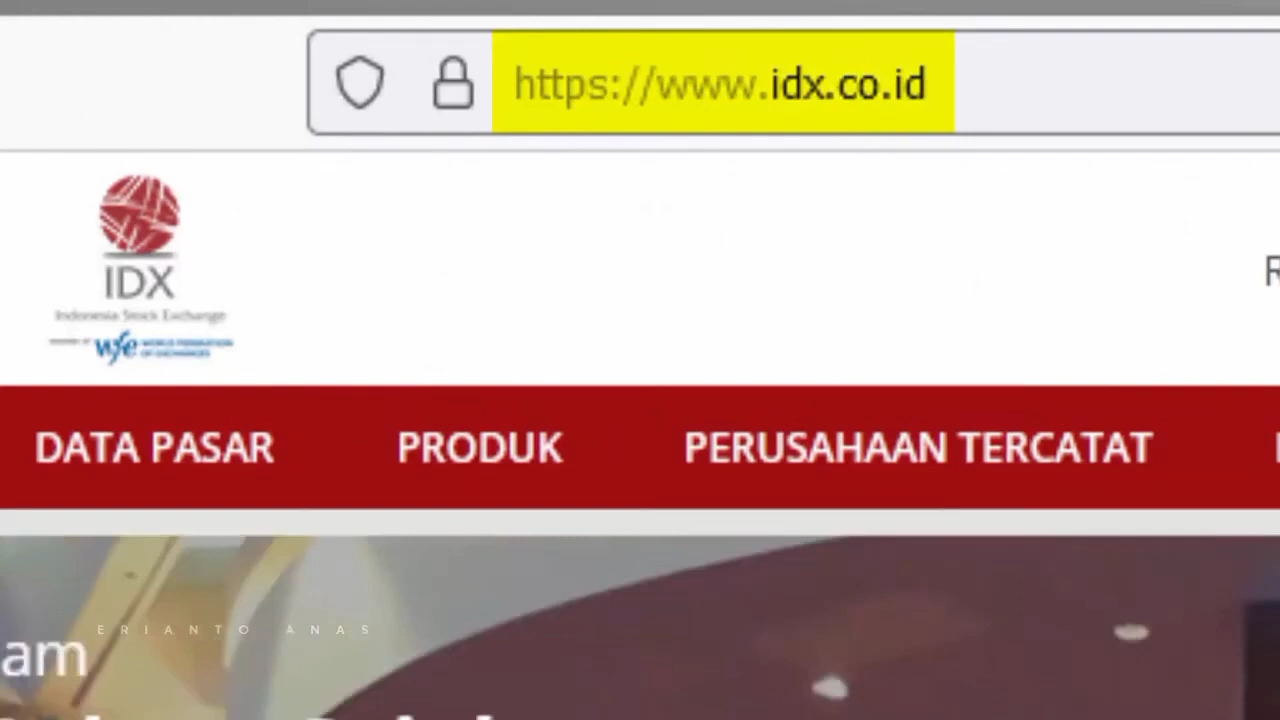 https://www.idx.co.id
IDX
Indonesia Stock Exchange
wfe WORLD FEDERATION
OF EXCHANGES
R
DATA PASAR PRODUK PERUSAHAAN TERCATAT
ERIANTO ANAS
am